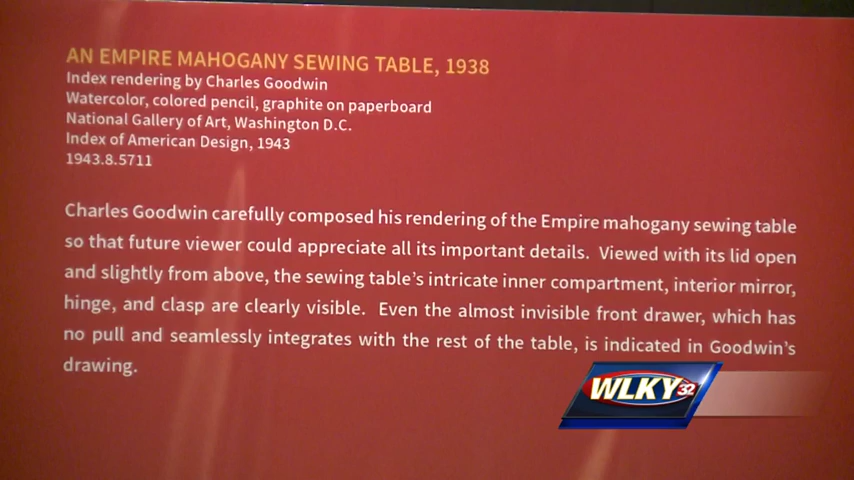 AN EMPIRE MAHOGANY SEWING TABLE, 1938
Index rendering by Charles Goodwin
Watercolor, colored pencil, graphite on paperboard
National Gallery of Art, Washington D.C.
Index of American Design, 1943
1943.8.5711
Charles Goodwin carefully composed his rendering of the Empire mahogany sewing table
so that future viewer could appreciate all its important details. Viewed with its lid open
and slightly from above, the sewing table's intricate inner compartment, interior mirror,
hinge, and clasp are clearly visible. Even the almost invisible front drawer, which has
no pull and seamlessly integrates with the rest of the table, is indicated in Goodwin's
drawing.
WLKY 32